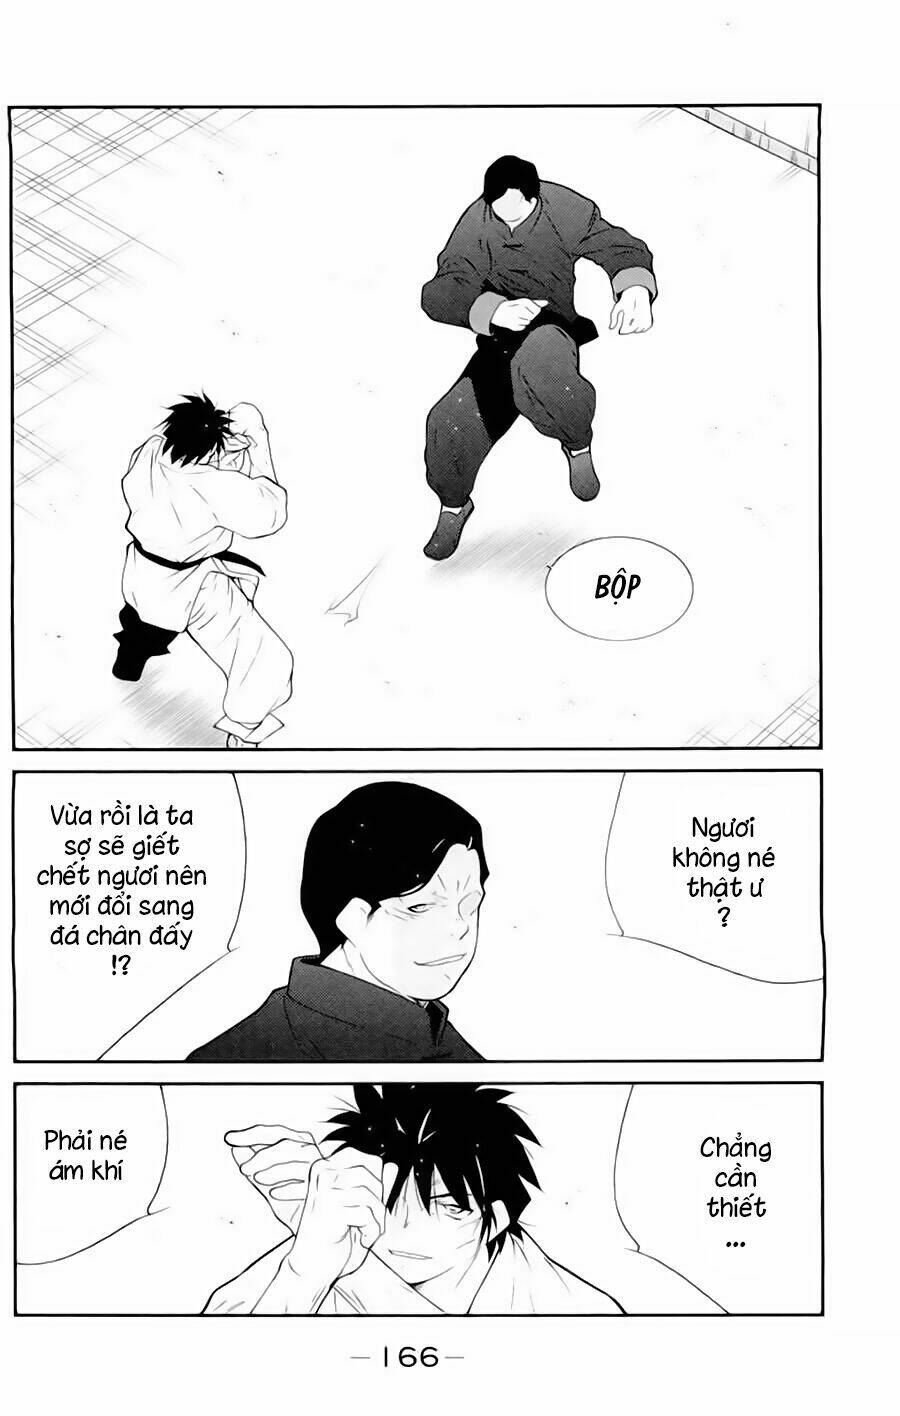 BỘP
Ngươi
không né
thật ư
?
Vừa rồi là ta
sợ sẽ giết
chết ngươi nên
mới đổi sang
đá chân đấy
!?
Chẳng
cần
thiết
...
Phải né
ám khí
— 166 —